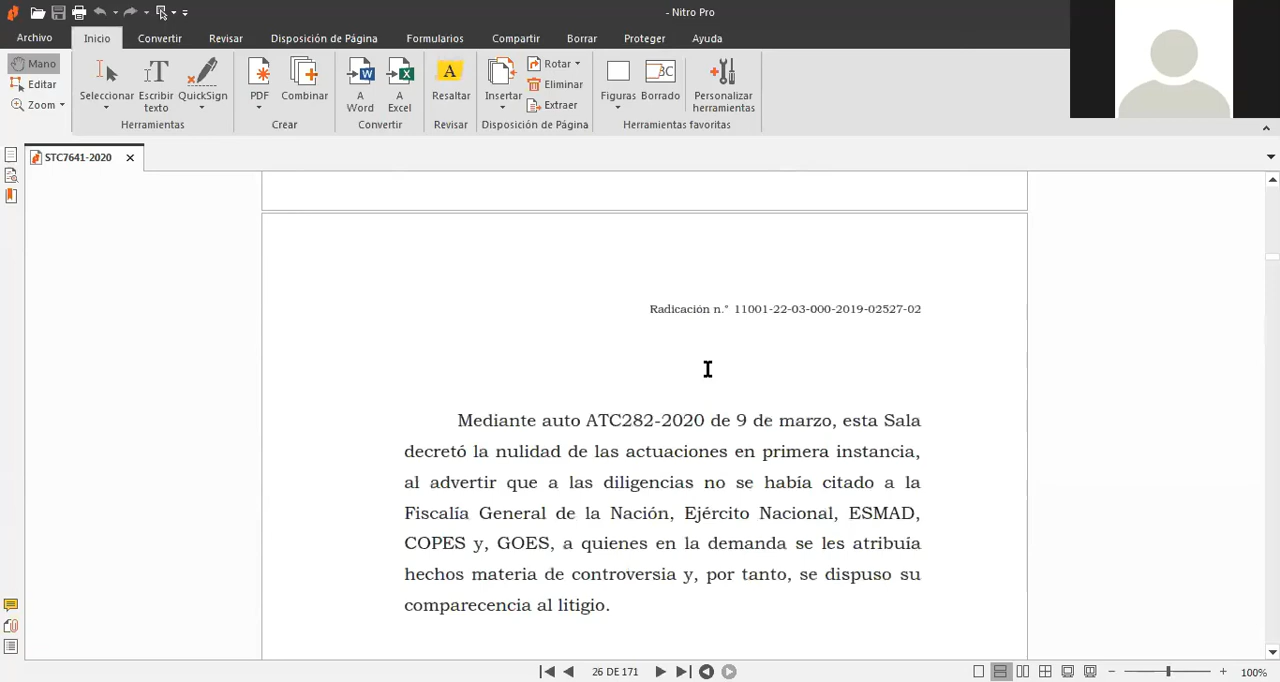 - Nitro Pro
Archivo Inicio Convertir Revisar Disposición de Página Formularios Compartir Borrar Proteger Ayuda
Mano
Editar
Zoom
Seleccionar
Escribir
texto
QuickSign
Herramientas
PDF
Combinar
Crear
A
Word
A
Excel
Convertir
Resaltar
Revisar
Insertar
Rotar
Eliminar
Extraer
Disposición de Página
Figuras
Borrado
Personalizar
herramientas
Herramientas favoritas
STC7641-2020
Radicación n.° 11001-22-03-000-2019-02527-02
Mediante auto ATC282-2020 de 9 de marzo, esta Sala
decretó la nulidad de las actuaciones en primera instancia,
al advertir que a las diligencias no se había citado a la
Fiscalía General de la Nación, Ejército Nacional, ESMAD,
COPES y, GOES, a quienes en la demanda se les atribuía
hechos materia de controversia y, por tanto, se dispuso su
comparecencia al litigio.
26 DE 171
100%